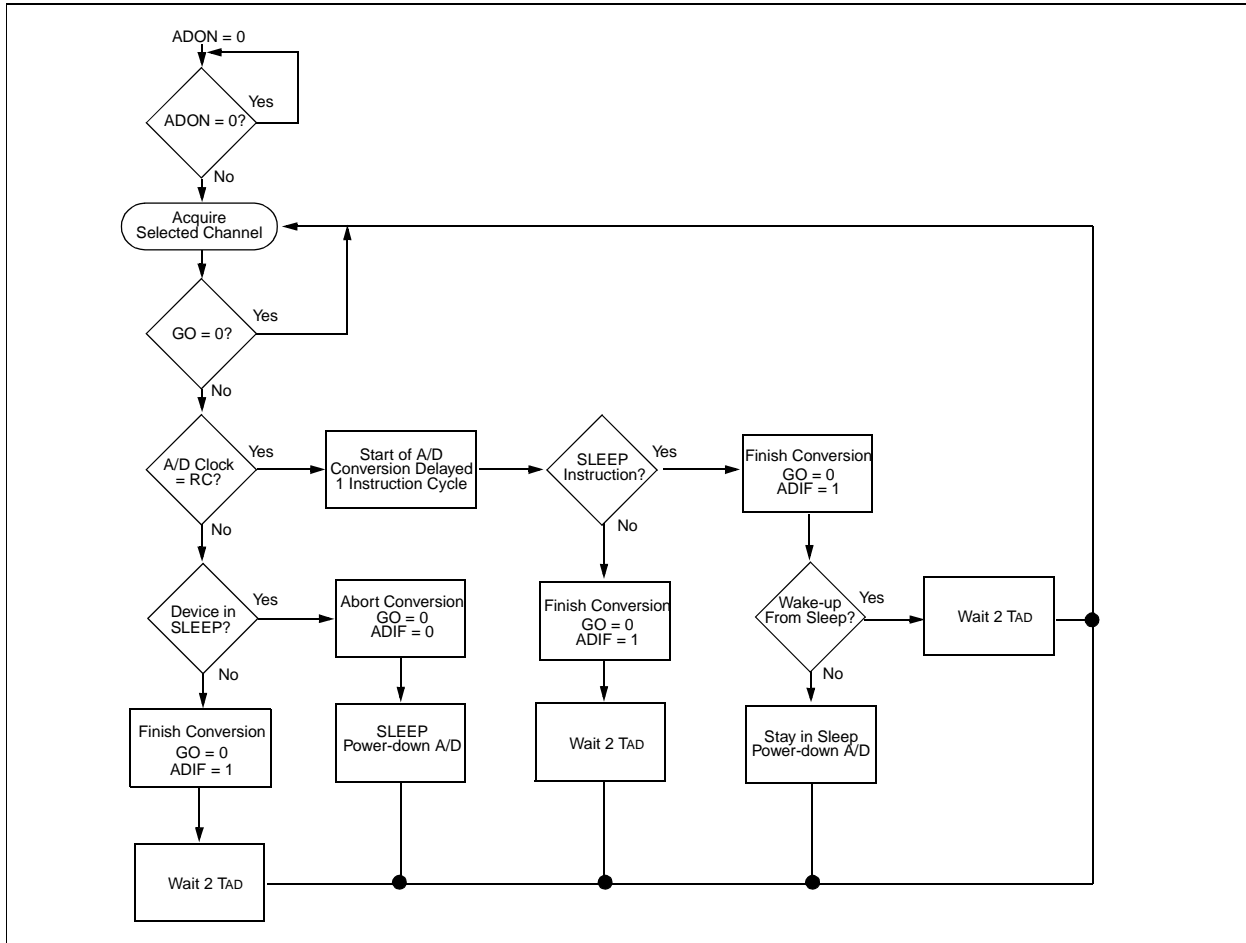 ADON = 0
ADON = 0?
Yes
No
Acquire
Selected Channel
GO = 0?
Yes
No
A/D Clock
= RC?
Yes
No
Start of A/D
Conversion Delayed
1 Instruction Cycle
SLEEP
Instruction?
Yes
No
Finish Conversion
GO = 0
ADIF = 1
Device in
SLEEP?
Yes
No
Abort Conversion
GO = 0
ADIF = 0
Finish Conversion
GO = 0
ADIF = 1
Wake-up
From Sleep?
Yes
No
Wait 2 TAD
Finish Conversion
GO = 0
ADIF = 1
SLEEP
Power-down A/D
Wait 2 TAD
Stay in Sleep
Power-down A/D
Wait 2 TAD